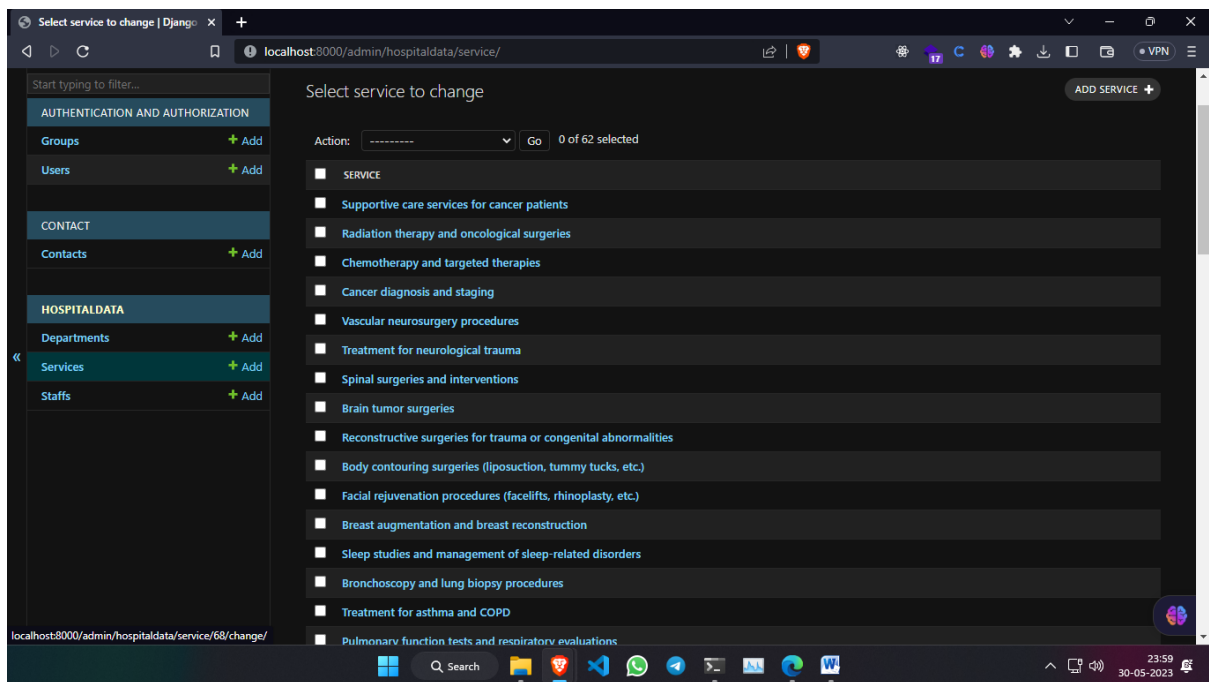 Select service to change | Django
localhost:8000/admin/hospitaldata/service/
17
C
VPN
Start typing to filter...
AUTHENTICATION AND AUTHORIZATION
Groups + Add
Users + Add
CONTACT
Contacts + Add
HOSPITALDATA
Departments + Add
Services + Add
Staffs + Add
«
Select service to change
ADD SERVICE +
Action: --------- Go 0 of 62 selected
SERVICE
Supportive care services for cancer patients
Radiation therapy and oncological surgeries
Chemotherapy and targeted therapies
Cancer diagnosis and staging
Vascular neurosurgery procedures
Treatment for neurological trauma
Spinal surgeries and interventions
Brain tumor surgeries
Reconstructive surgeries for trauma or congenital abnormalities
Body contouring surgeries (liposuction, tummy tucks, etc.)
Facial rejuvenation procedures (facelifts, rhinoplasty, etc.)
Breast augmentation and breast reconstruction
Sleep studies and management of sleep-related disorders
Bronchoscopy and lung biopsy procedures
Treatment for asthma and COPD
Pulmonary function tests and respiratory evaluations
localhost:8000/admin/hospitaldata/service/68/change/
Search
W
23:59
30-05-2023